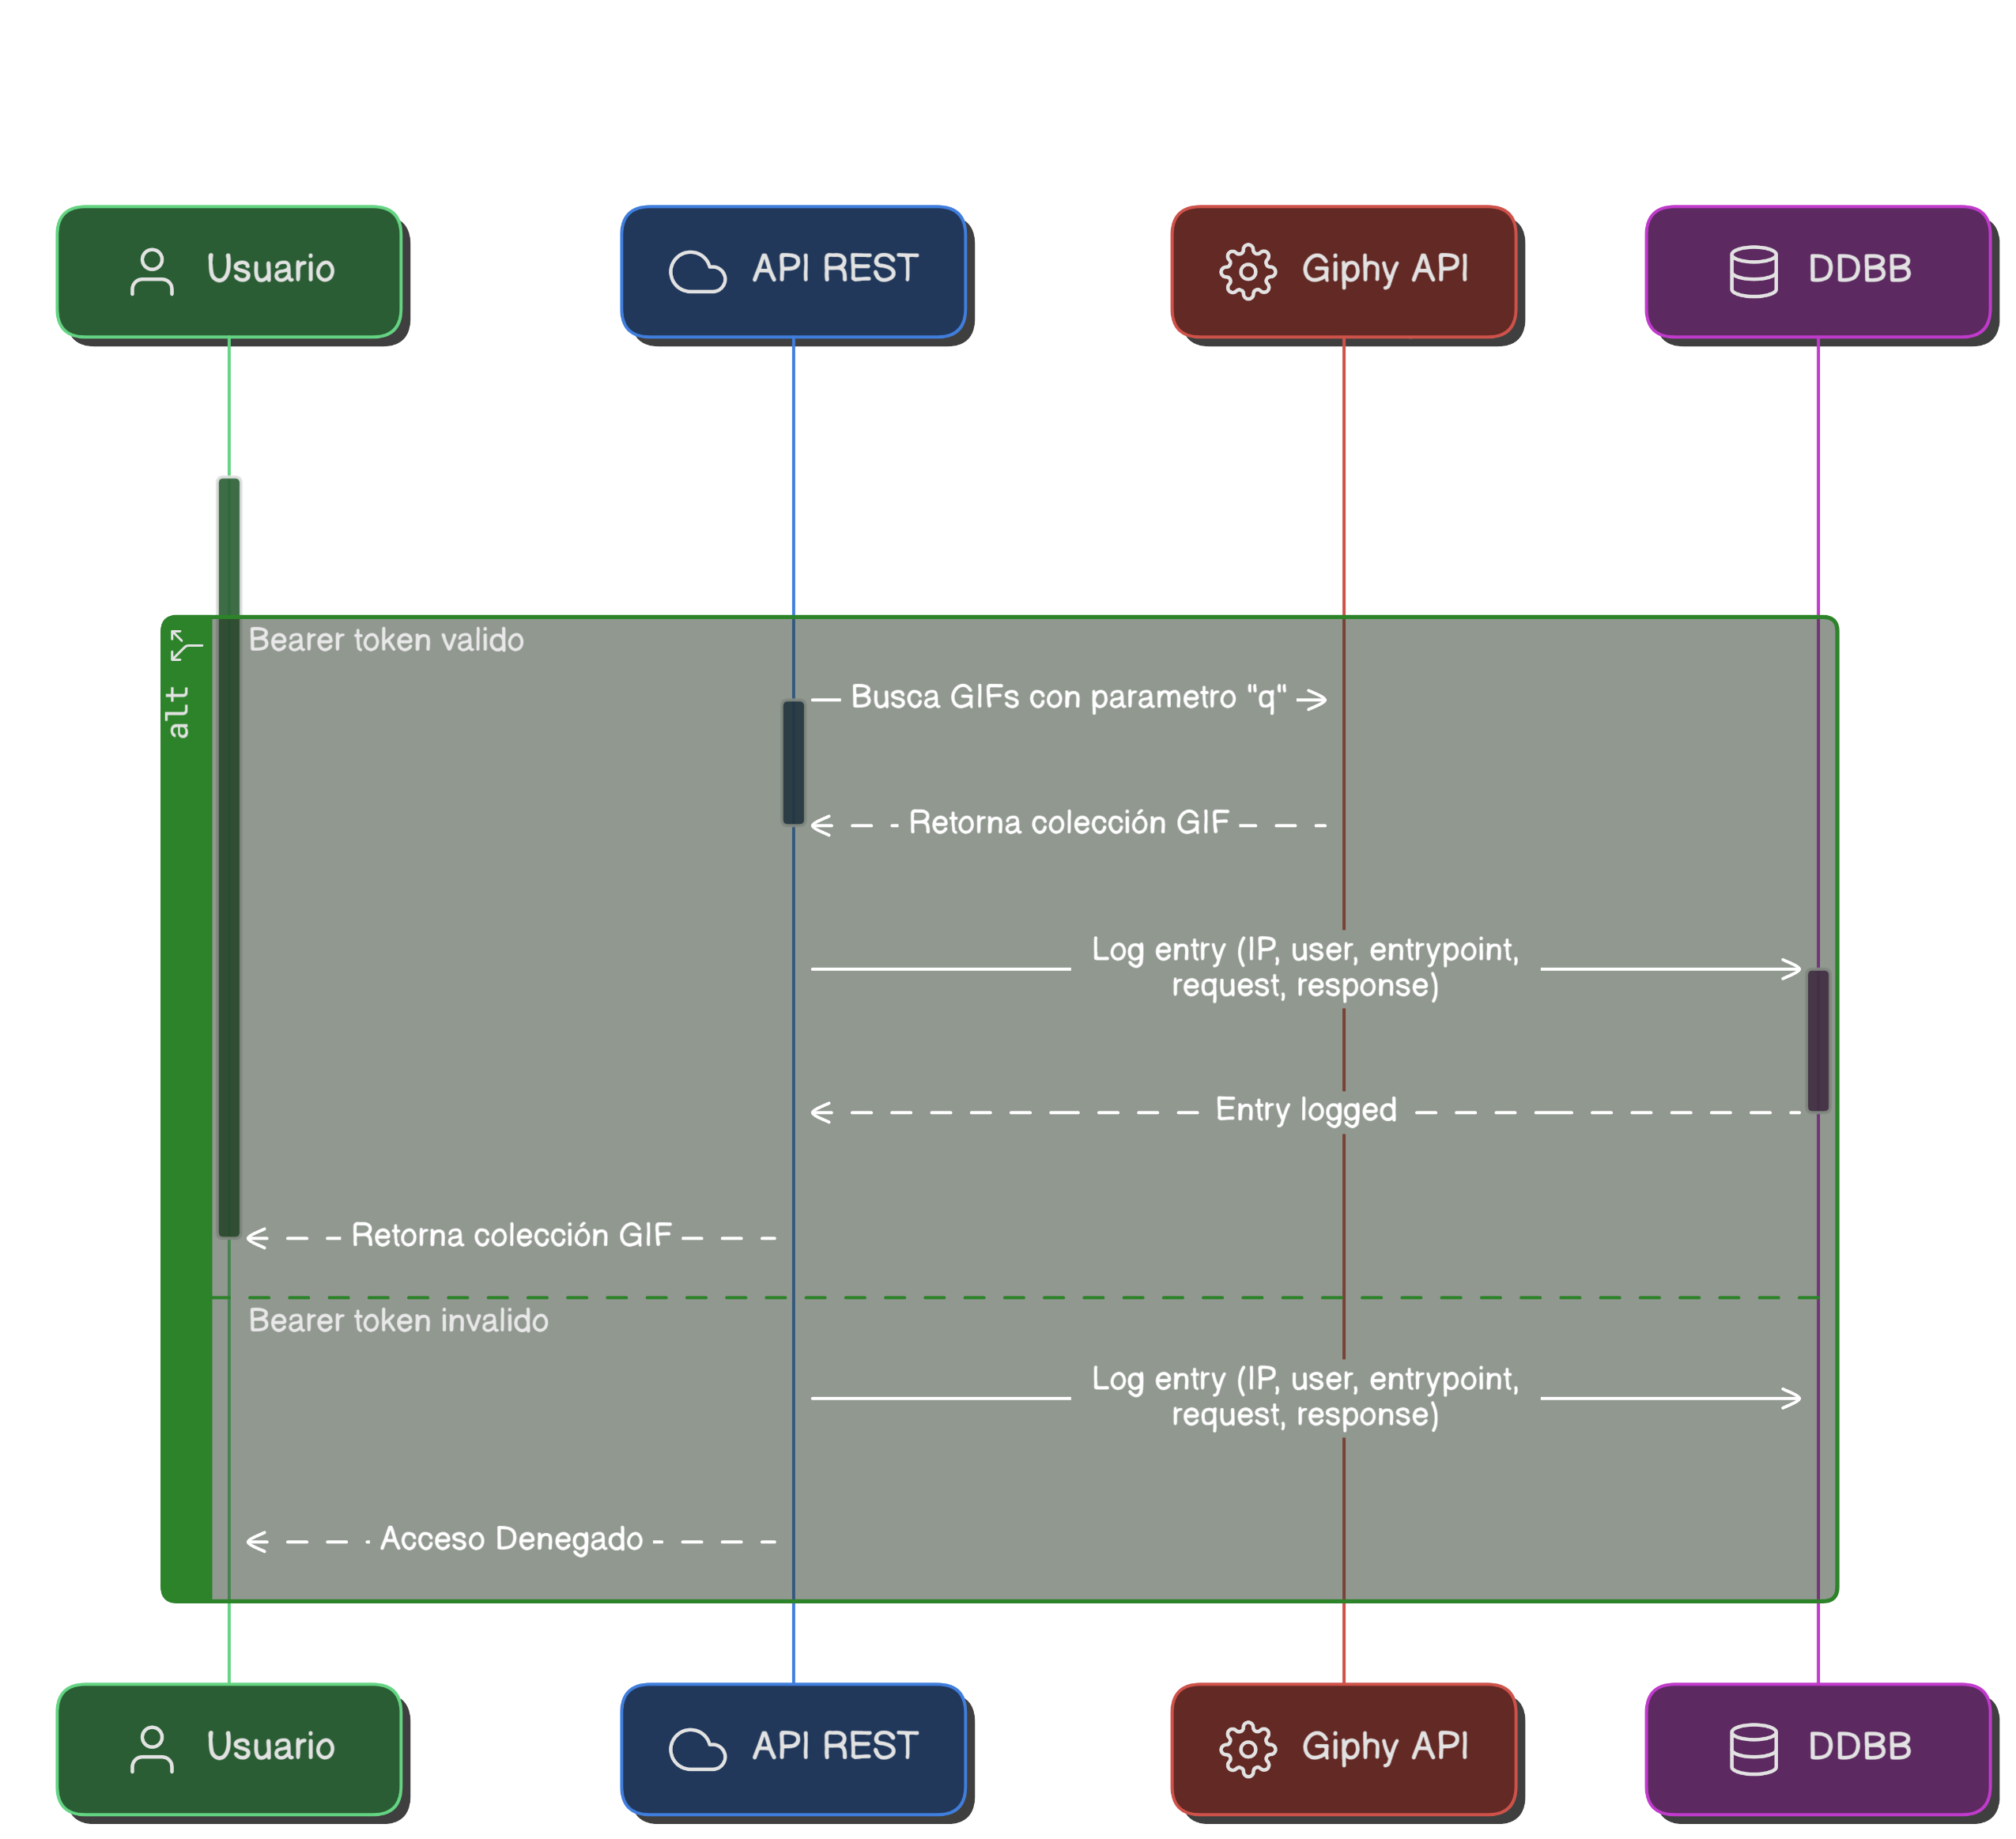 Usuario
API REST
Giphy API
DDBB
alt
Bearer token valido
Busca GIFs con parametro "q"
Retorna colección GIF
Log entry (IP, user, entrypoint,
request, response)
Entry logged
Retorna colección GIF
Bearer token invalido
Log entry (IP, user, entrypoint,
request, response)
Acceso Denegado
Usuario
API REST
Giphy API
DDBB